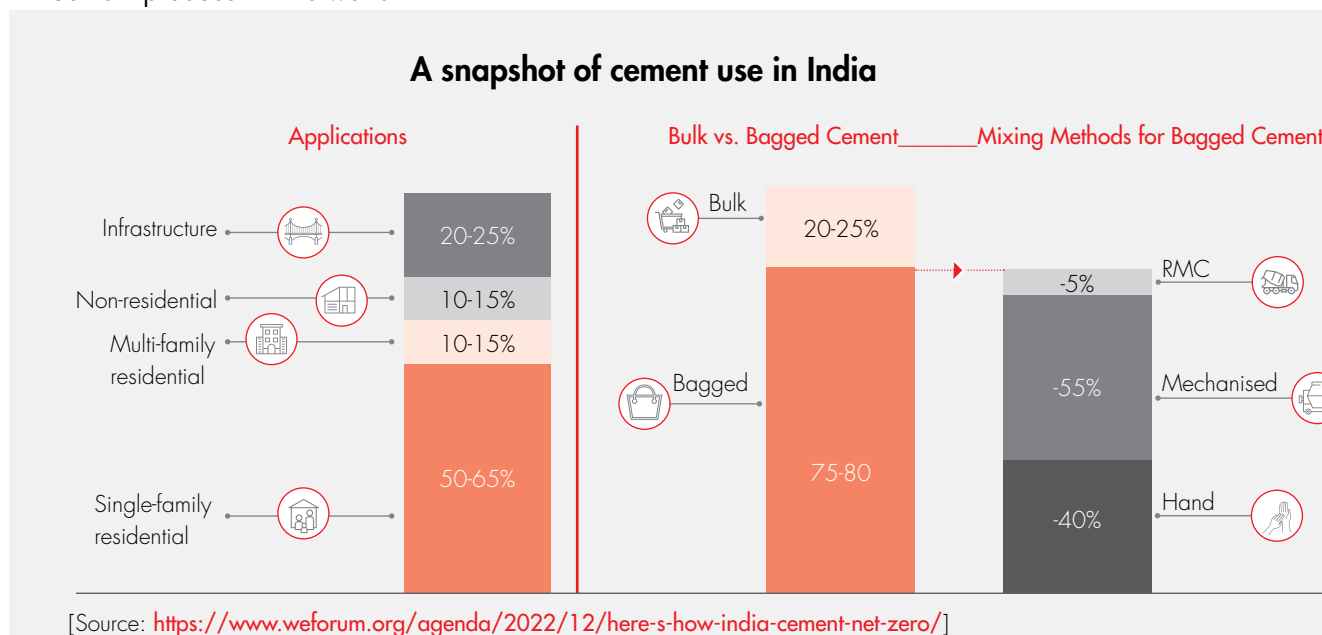 A snapshot of cement use in India
Applications
Infrastructure
20-25%
Non-residential
10-15%
Multi-family
residential
10-15%
Single-family
residential
50-65%
Bulk vs. Bagged Cement_______Mixing Methods for Bagged Cement
Bulk
20-25%
Bagged
75-80
RMC
-5%
Mechanised
-55%
Hand
-40%
[Source: https://www.weforum.org/agenda/2022/12/here-s-how-india-cement-net-zero/]